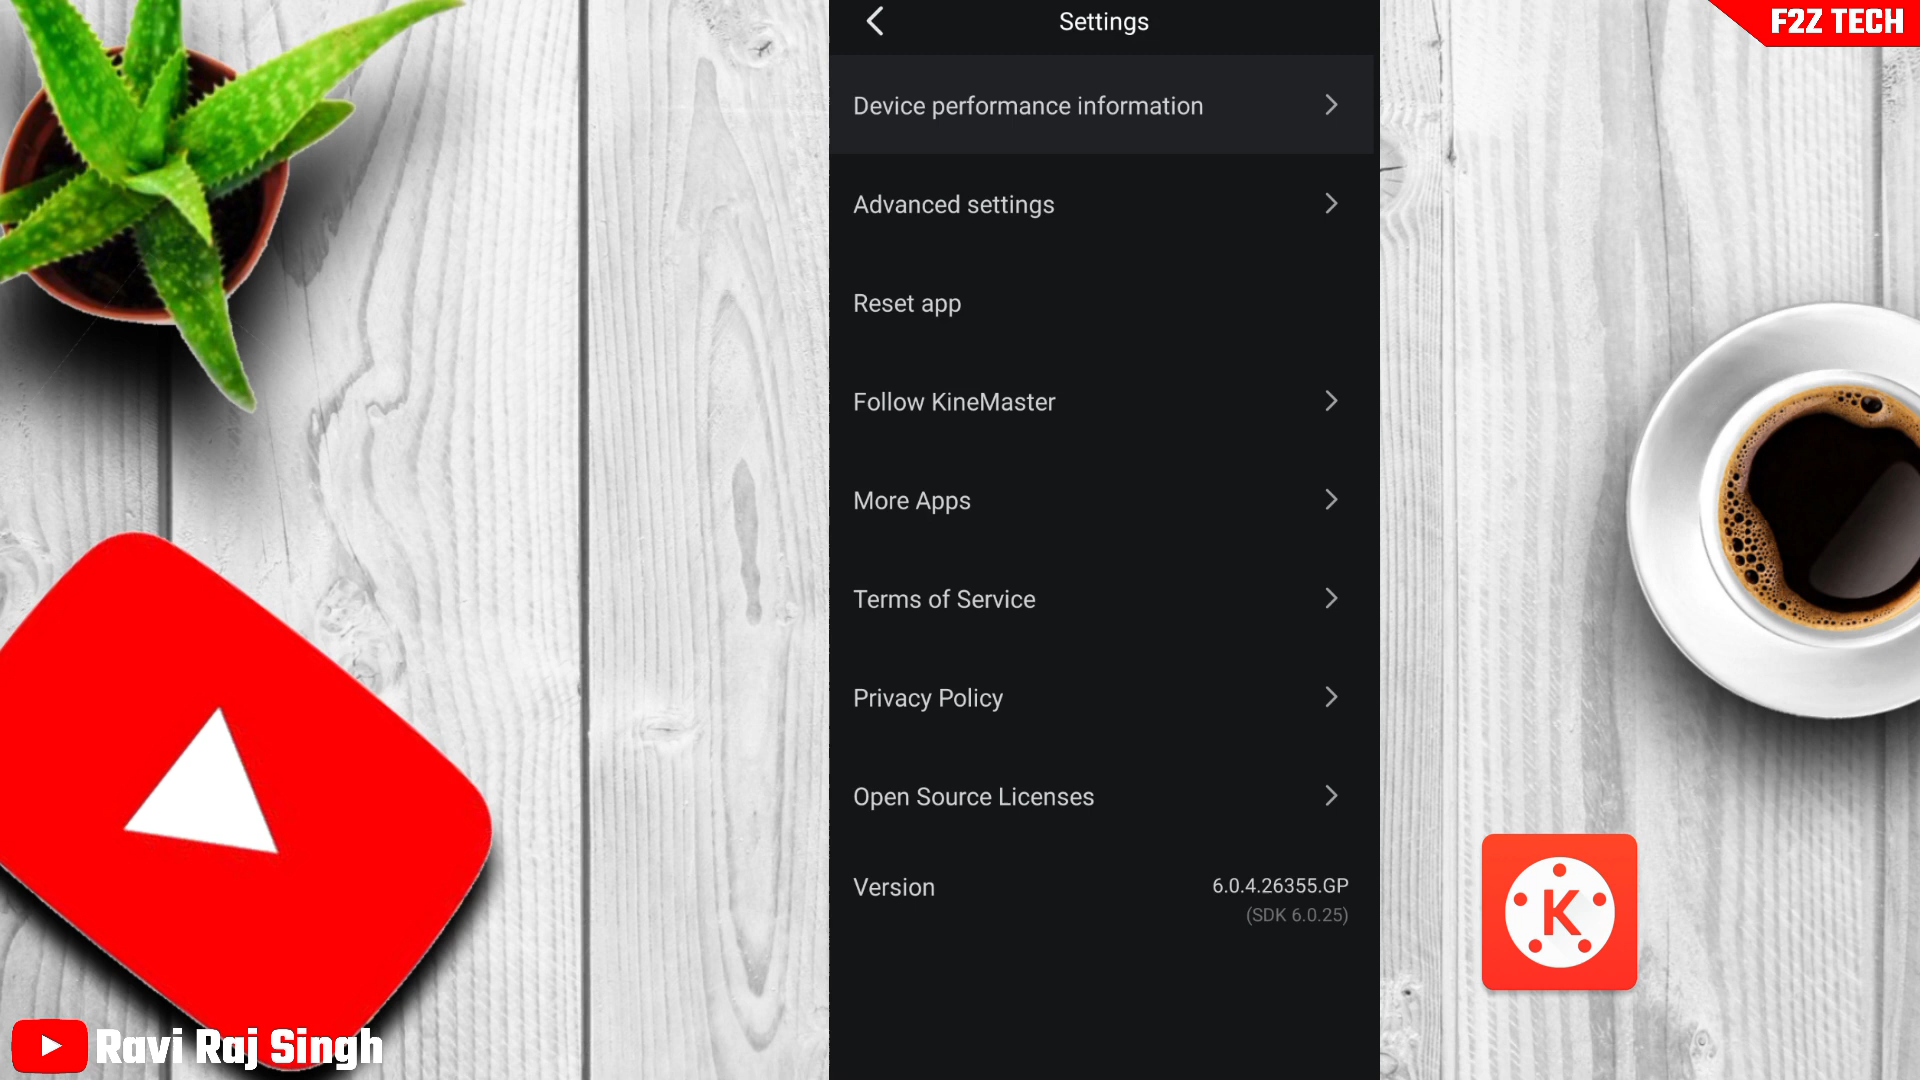 Settings
F2Z TECH
Device performance information
Advanced settings
Reset app
Follow KineMaster
More Apps
Terms of Service
Privacy Policy
Open Source Licenses
Version 6.0.4.26355.GP
(SDK 6.0.25)
K
Ravi Raj Singh